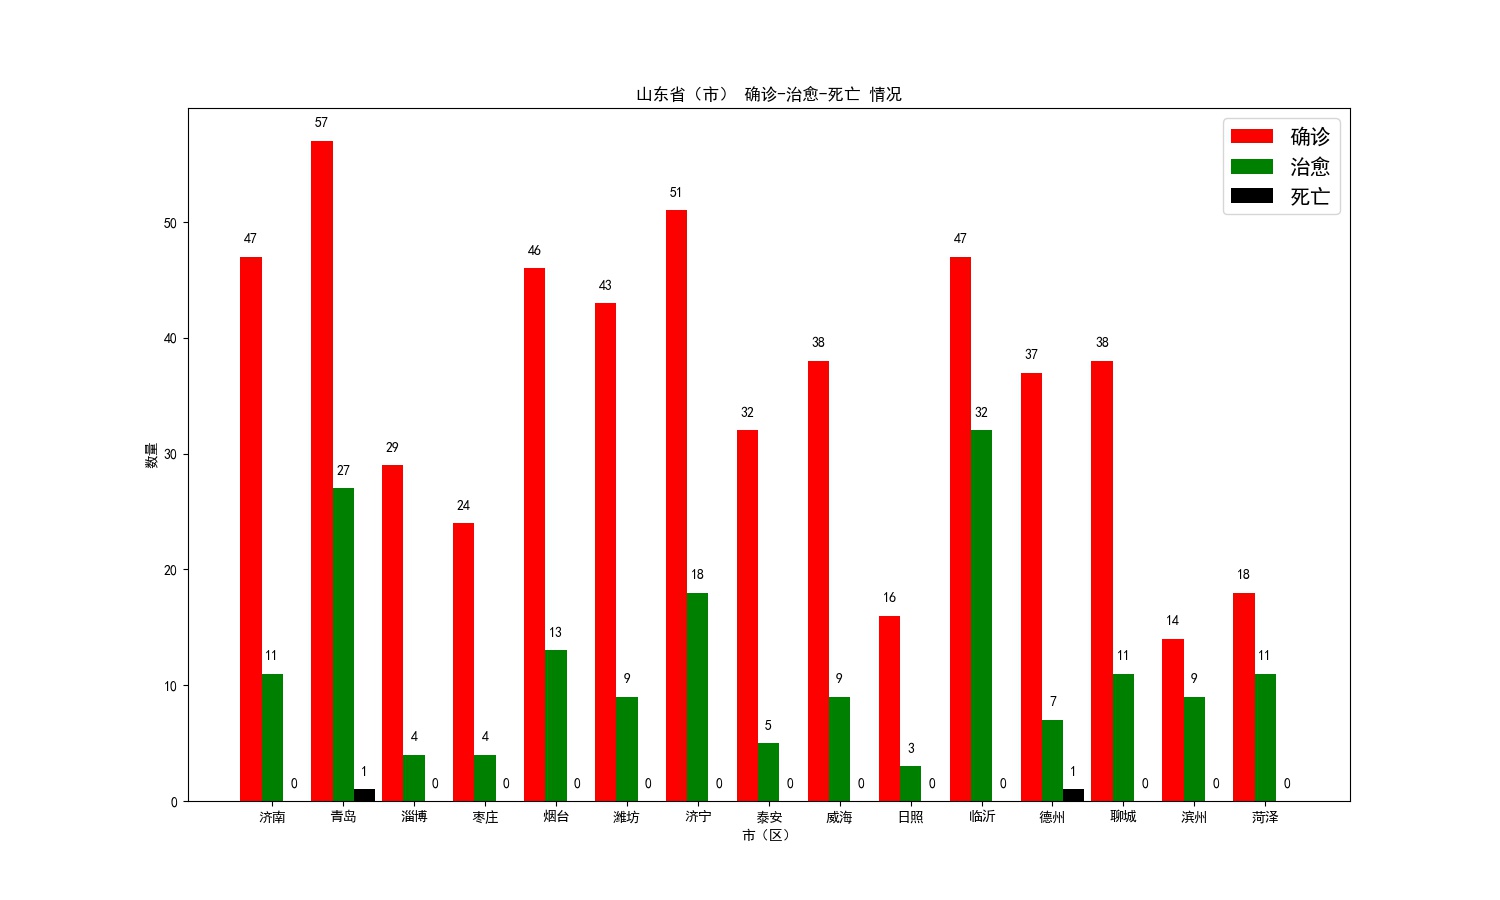 山东省（市） 确诊-治愈-死亡 情况
确诊
治愈
死亡
数量
50
40
30
20
10
0
47 11 0
57 27 1
29 4 0
24 4 0
46 13 0
43 9 0
51 18 0
32 5 0
38 9 0
16 3 0
47 32 0
37 7 1
38 11 0
14 9 0
18 11 0
济南 青岛 淄博 枣庄 烟台 潍坊 济宁 泰安 威海 日照 临沂 德州 聊城 滨州 菏泽
市（区）